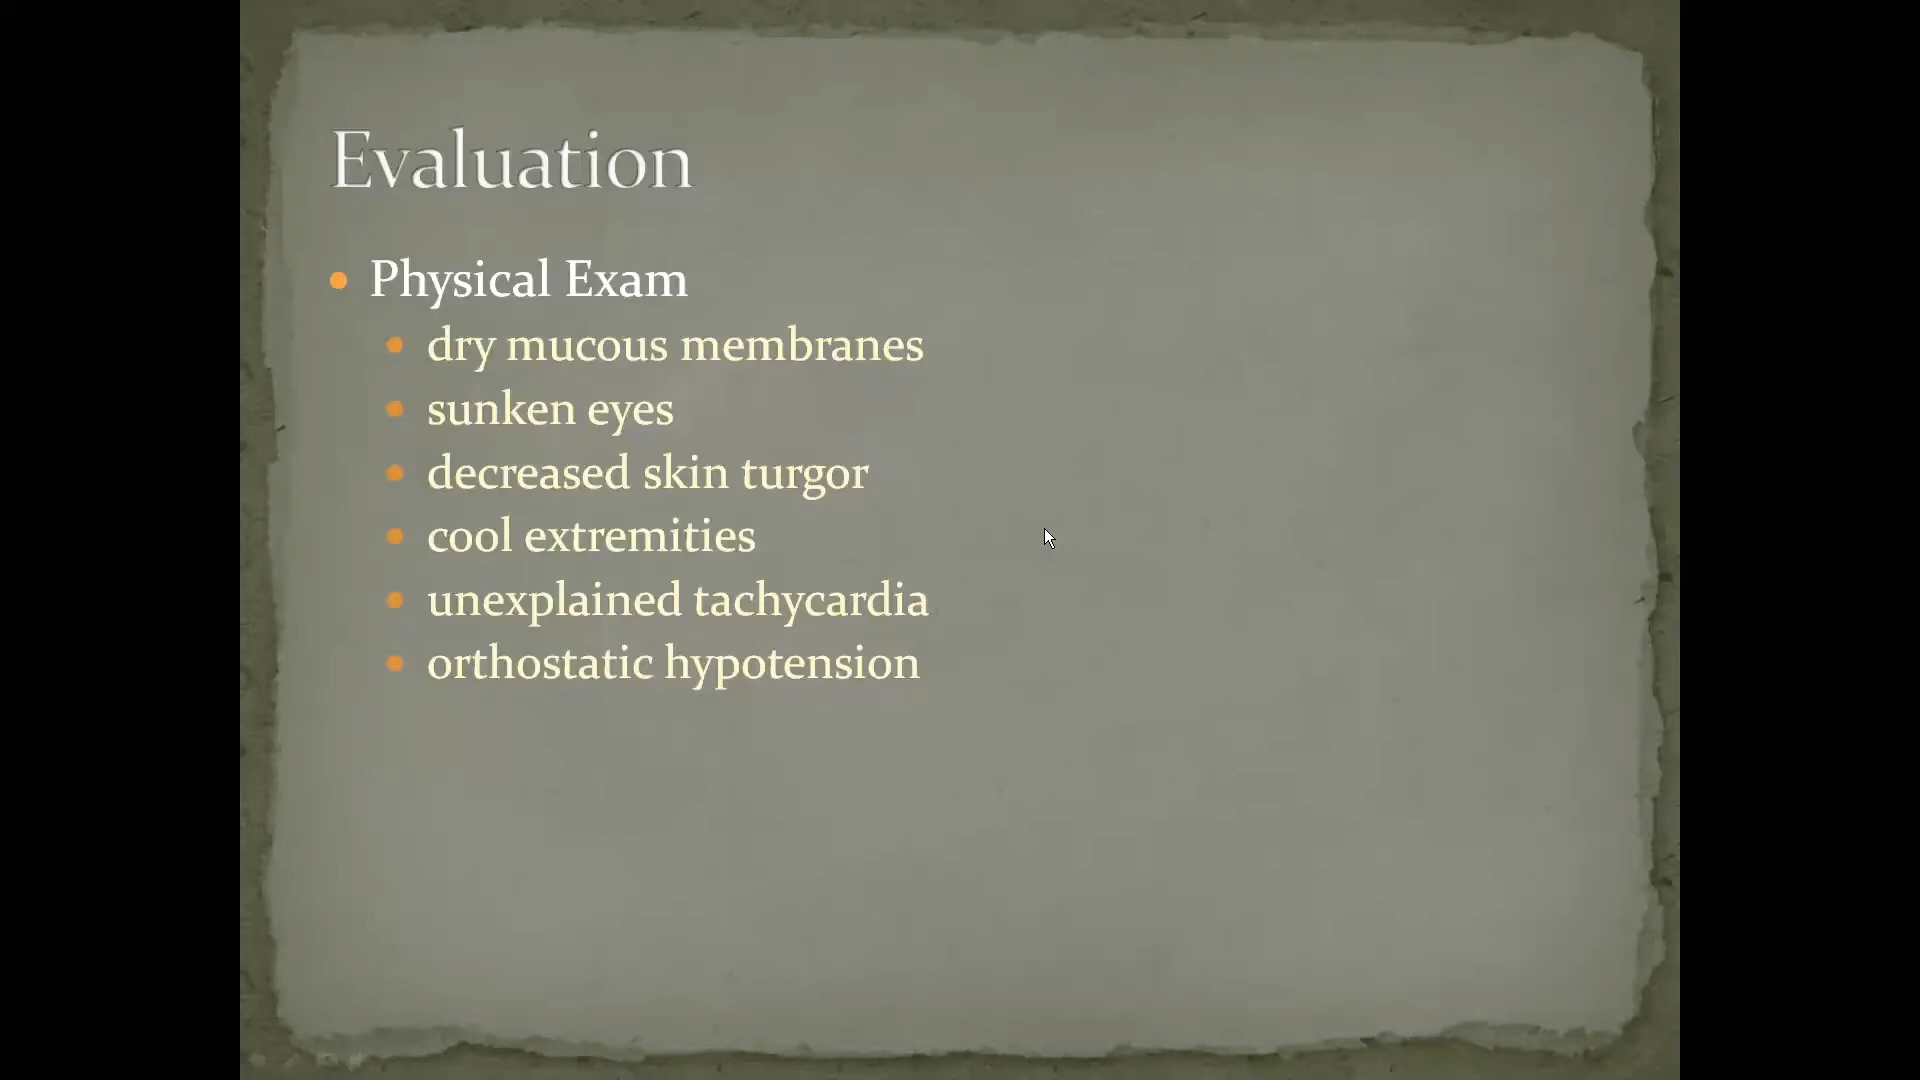 Evaluation
Physical Exam
dry mucous membranes
sunken eyes
decreased skin turgor
cool extremities
unexplained tachycardia
orthostatic hypotension